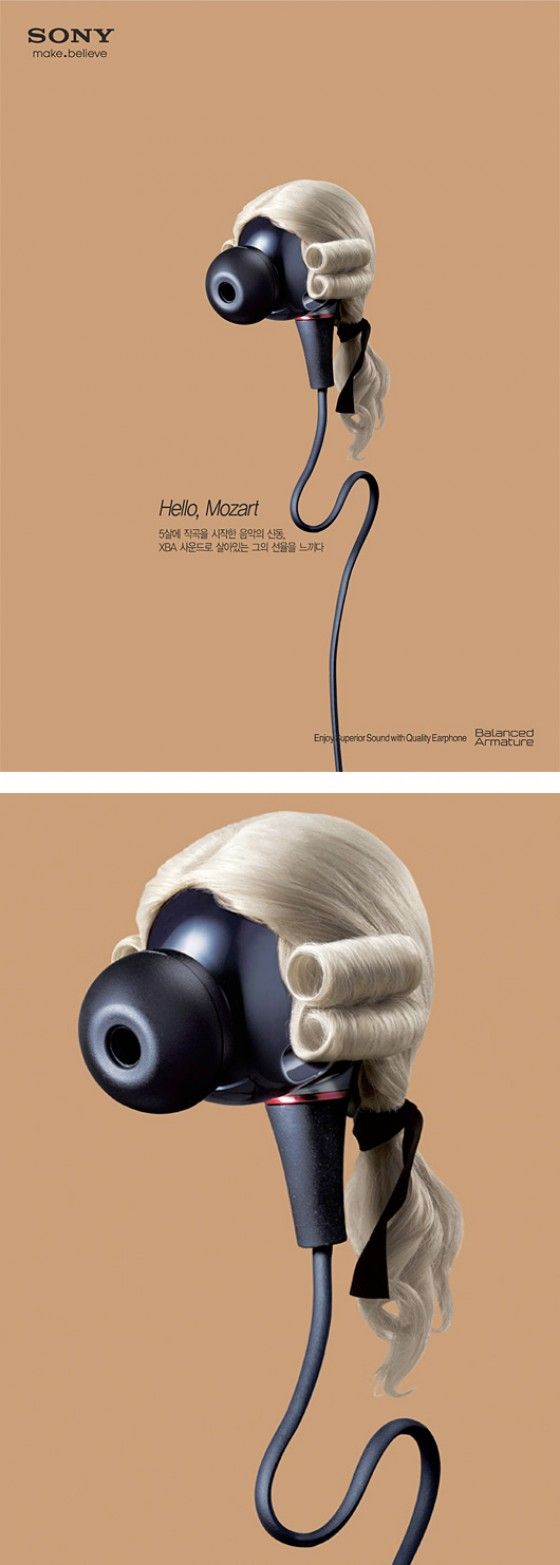 SONY
make.believe
Hello, Mozart
5살에 작곡을 시작한 음악의 신동,
XBA 사운드로 살아있는 그의 선율을 느끼다
Enjoy Superior Sound with Quality Earphone
Balanced
Armature